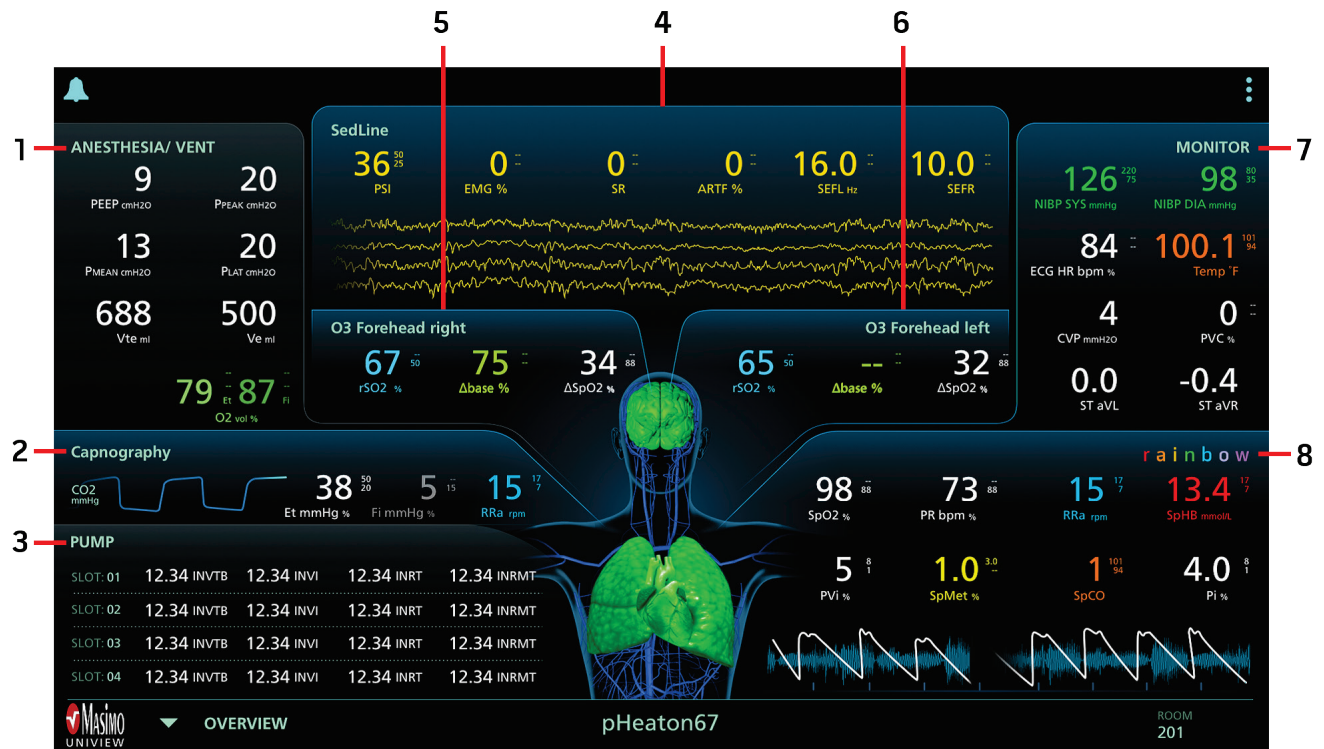 5
4
6
1
ANESTHESIA/ VENT
9
20
PEEP cmH2O
PPEAK cmH2O
13
20
PMEAN cmH2O
PLAT cmH2O
688
500
Vte ml
Ve ml
79 -- -- Et 87 -- -- Fi
O2 vol %
SedLine
36 50 25
0 -- --
0 -- --
0 -- --
16.0 -- --
10.0 -- --
PSI
EMG %
SR
ARTF %
SEFL Hz
SEFR
O3 Forehead right
67 -- 50
75 -- --
34 -- 88
rSO2 %
Δbase %
ΔSpO2 %
O3 Forehead left
65 -- 50
-- -- --
32 -- 88
rSO2 %
Δbase %
ΔSpO2 %
7
MONITOR
126 220 75
98 80 35
NIBP SYS mmHg
NIBP DIA mmHg
84 -- --
100.1 101 94
ECG HR bpm %
Temp °F
4
0 -- --
CVP mmH2O
PVC %
0.0
-0.4
ST aVL
ST aVR
2
Capnography
CO2
mmHg
38 50 20
5 -- 15
15 17 7
Et mmHg %
Fi mmHg %
RRa rpm
3
PUMP
SLOT: 01 12.34 INVTB 12.34 INVI 12.34 INRT 12.34 INRMT
SLOT: 02 12.34 INVTB 12.34 INVI 12.34 INRT 12.34 INRMT
SLOT: 03 12.34 INVTB 12.34 INVI 12.34 INRT 12.34 INRMT
SLOT: 04 12.34 INVTB 12.34 INVI 12.34 INRT 12.34 INRMT
8
rainbow
98 -- 88
73 -- 88
15 17 7
13.4 17 7
SpO2 %
PR bpm %
RRa rpm
SpHB mmol/L
5 8 1
1.0 3.0 --
1 101 94
4.0 8 1
PVi %
SpMet %
SpCO
Pi %
Masimo
UNIVIEW
OVERVIEW
pHeaton67
ROOM
201